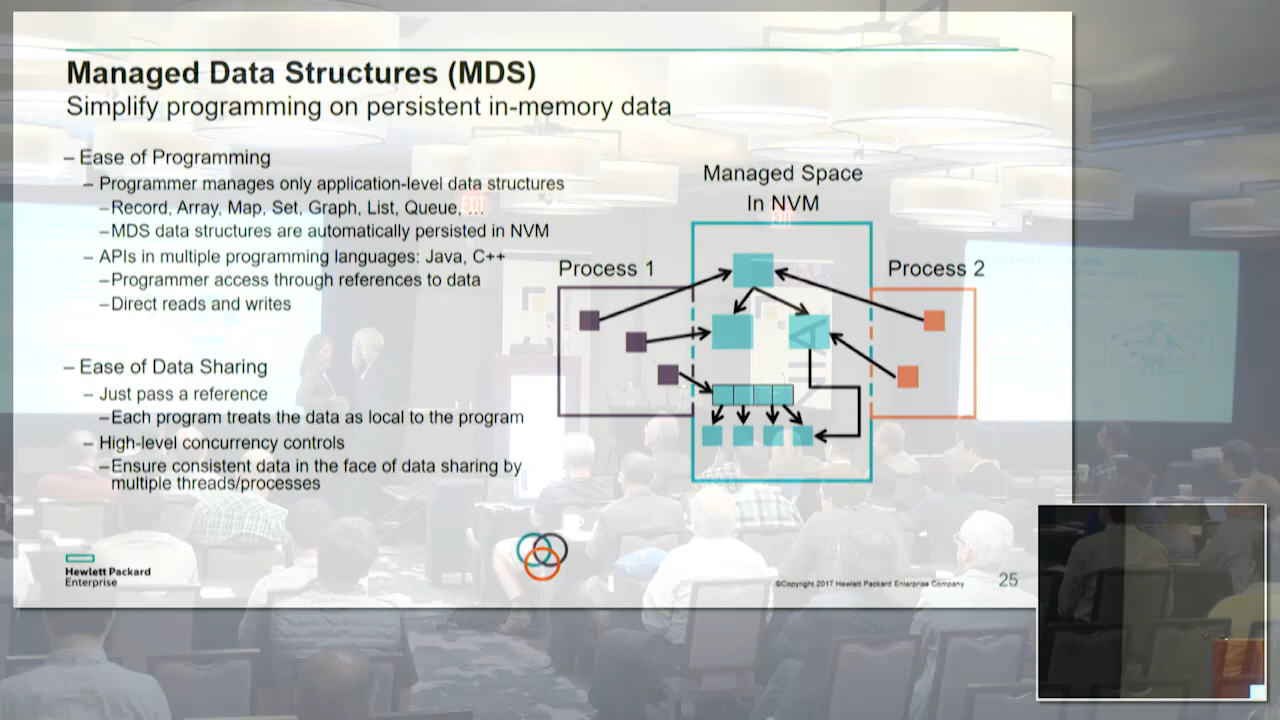 Managed Data Structures (MDS)
Simplify programming on persistent in-memory data
– Ease of Programming
– Programmer manages only application-level data structures
–Record, Array, Map, Set, Graph, List, Queue, ...
–MDS data structures are automatically persisted in NVM
– APIs in multiple programming languages: Java, C++
–Programmer access through references to data
–Direct reads and writes
– Ease of Data Sharing
– Just pass a reference
–Each program treats the data as local to the program
– High-level concurrency controls
–Ensure consistent data in the face of data sharing by
multiple threads/processes
Managed Space
In NVM
Process 1
Process 2
EXIT
Hewlett Packard
Enterprise
©Copyright 2017 Hewlett Packard Enterprise Company
25